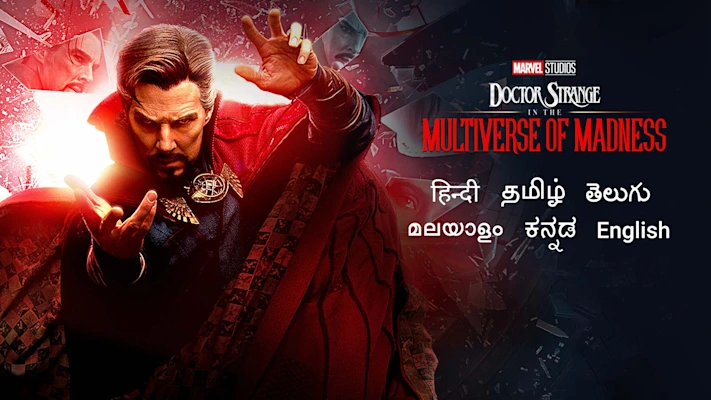 MARVEL STUDIOS
DOCTOR STRANGE
IN THE
MULTIVERSE OF MADNESS
हिन्दी தமிழ் తెలుగు
മലയാളം ಕನ್ನಡ English